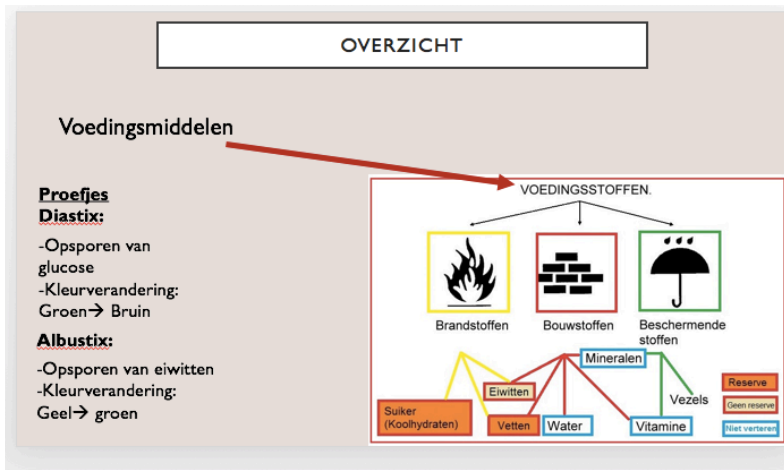 OVERZICHT
Voedingsmiddelen
Proefjes
Diastix:
-Opsporen van
glucose
-Kleurverandering:
Groen→ Bruin
Albustix:
-Opsporen van eiwitten
-Kleurverandering:
Geel→ groen
VOEDINGSSTOFFEN.
Brandstoffen
Bouwstoffen
Beschermende
stoffen
Mineralen
Eiwitten
Vezels
Suiker
(Koolhydraten)
Vetten
Water
Vitamine
Reserve
Geen reserve
Niet verteren